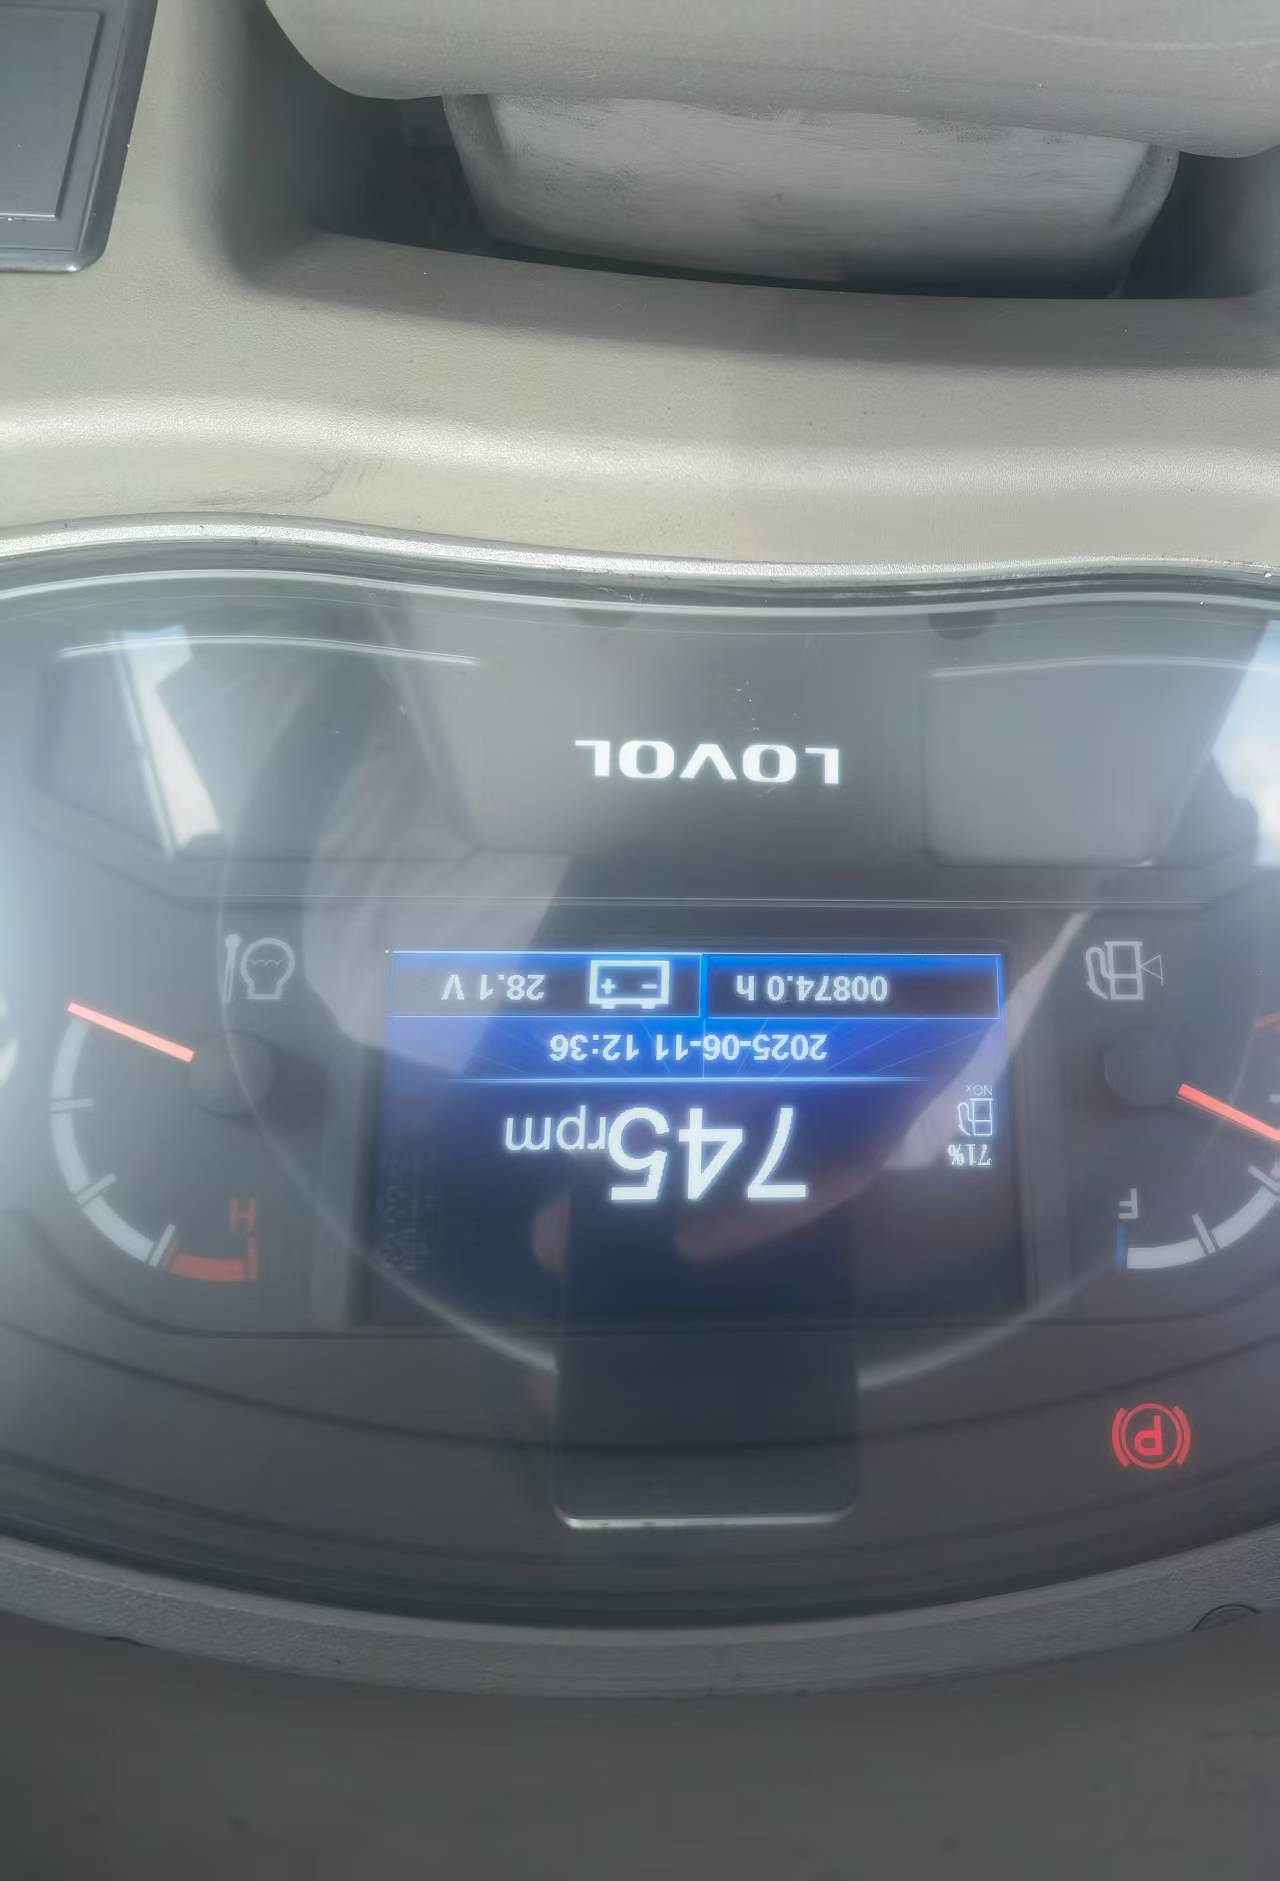 P
F
H
71%
NOx
745rpm
2025-06-11 12:36
00874.0 h
28.1 V
LOVOL